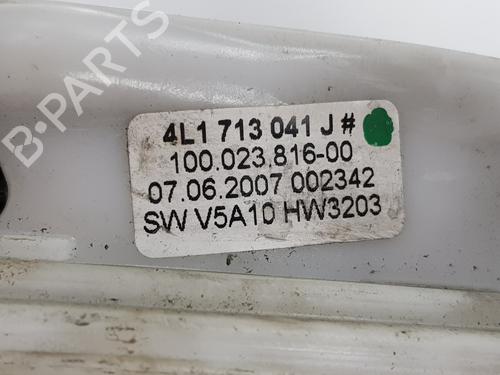 B-PARTS
4L1 713 041 J #
100.023.816-00
07.06.2007 002342
SW V5A10 HW3203